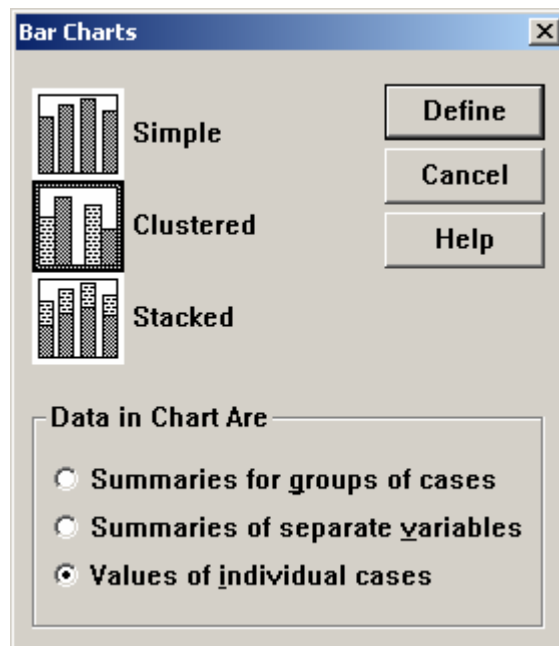 Bar Charts
Simple
Clustered
Stacked
Define
Cancel
Help
Data in Chart Are
Summaries for groups of cases
Summaries of separate variables
Values of individual cases